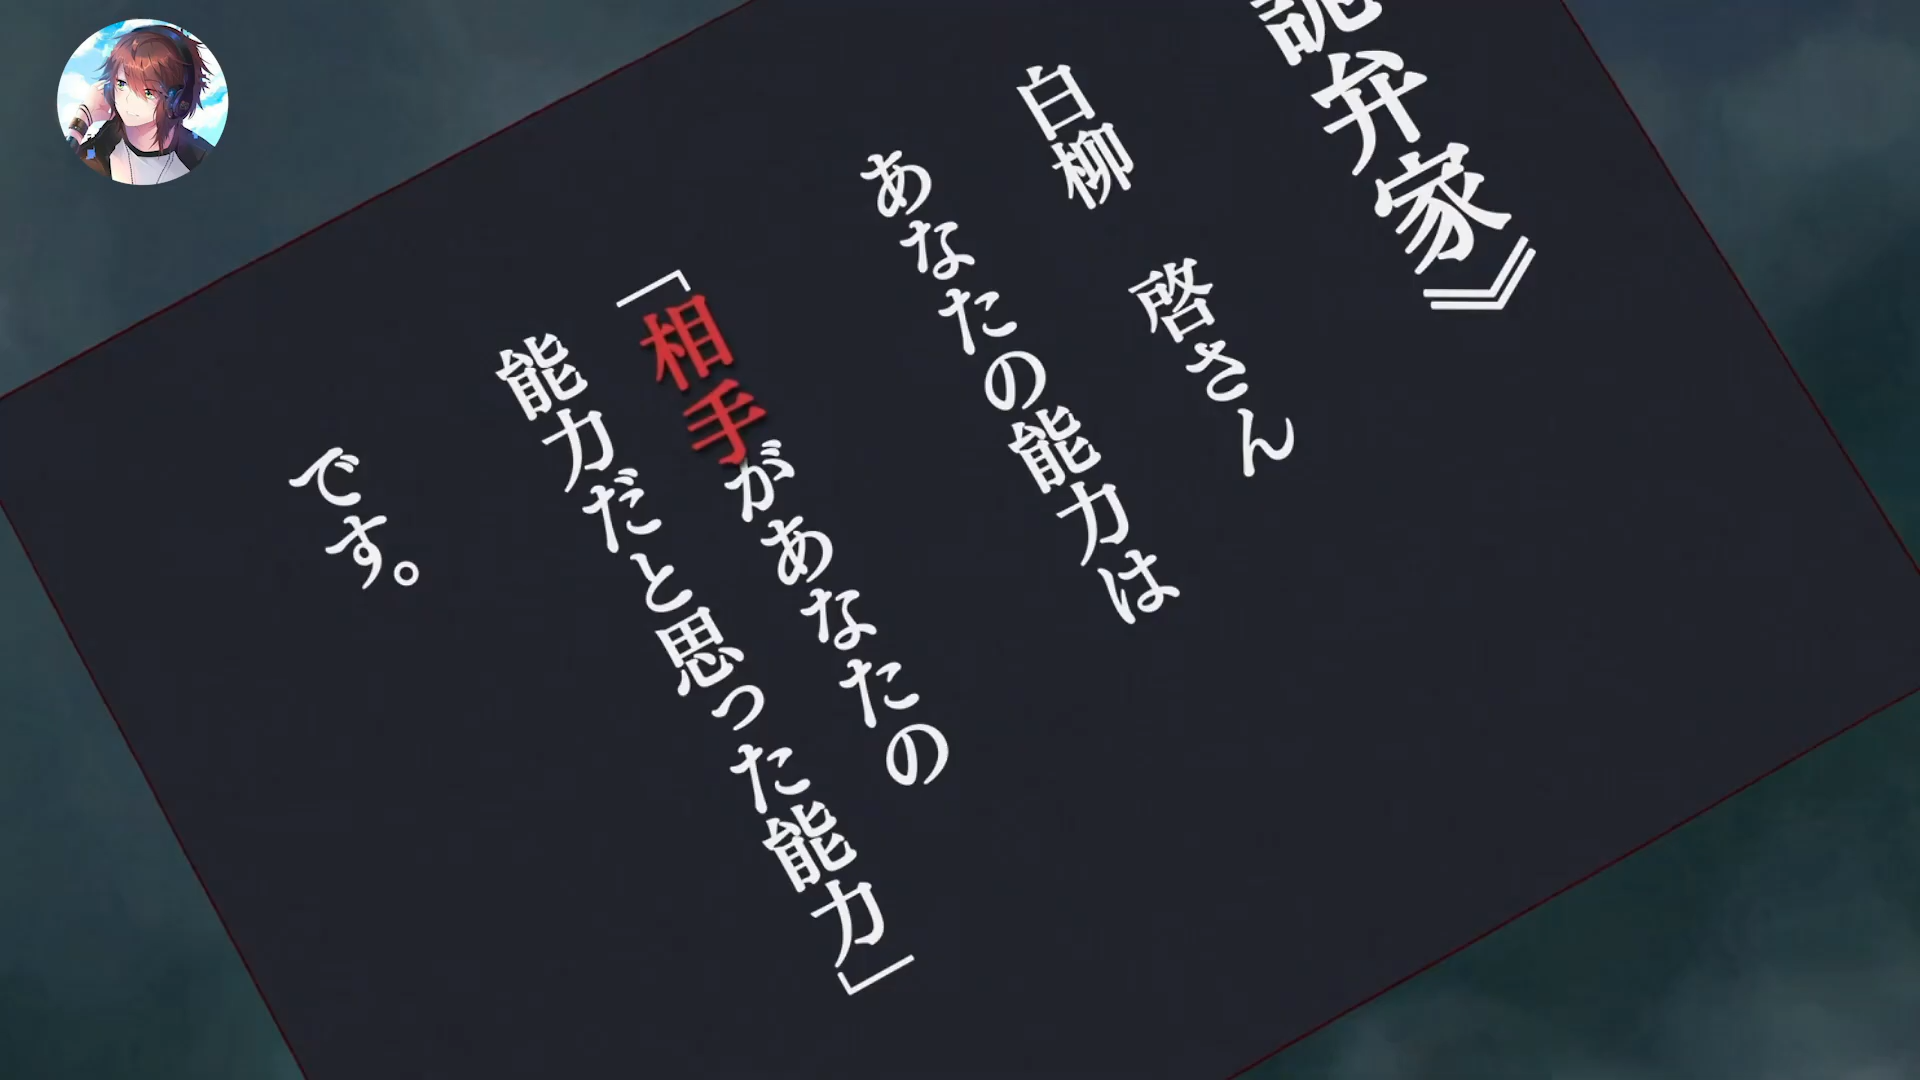 詭弁家》
白柳 啓さん
あなたの能力は
「相手があなたの
能力だと思った能力」
です。